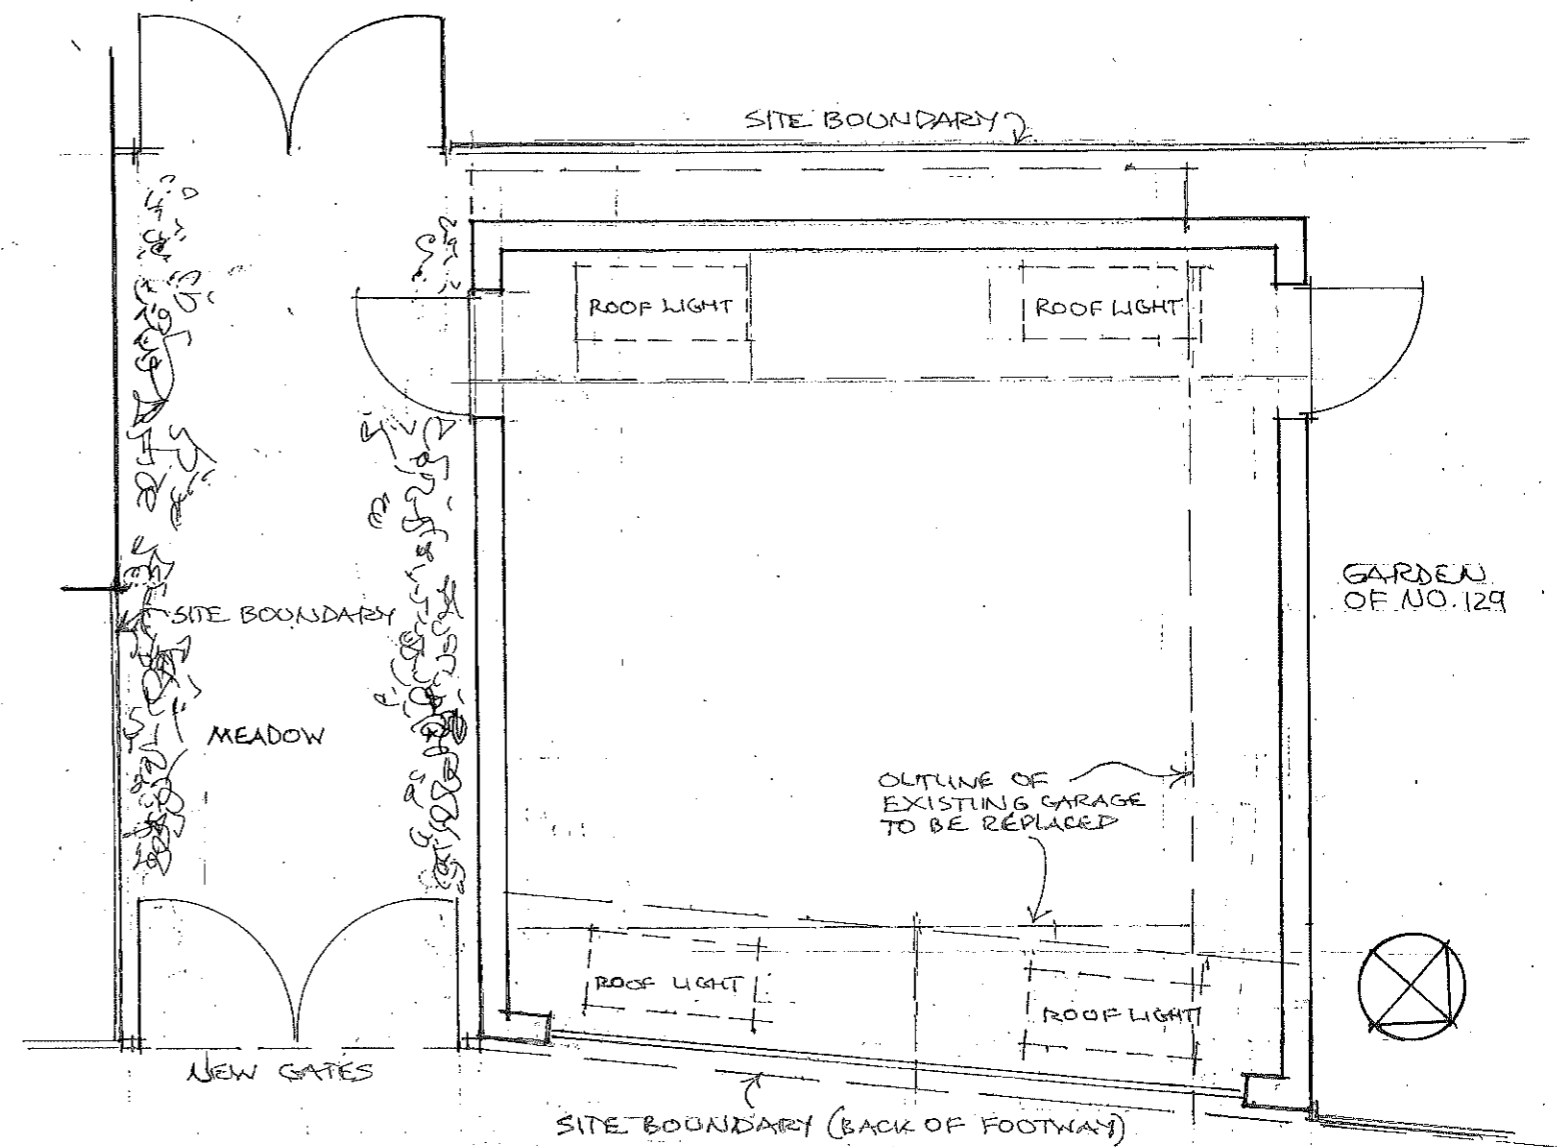 SITE BOUNDARY
ROOF LIGHT
ROOF LIGHT
GARDEN
OF NO. 129
SITE BOUNDARY
MEADOW
OUTLINE OF
EXISTING GARAGE
TO BE REPLACED
ROOF LIGHT
ROOF LIGHT
NEW GATES
SITE BOUNDARY (BACK OF FOOTWAY)